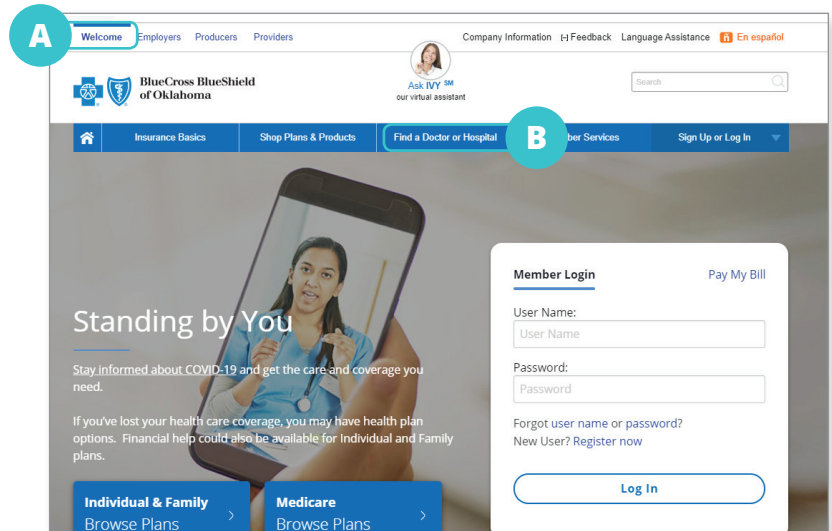 A
Welcome Employers Producers Providers
Company Information [-] Feedback Language Assistance En español
BlueCross BlueShield
of Oklahoma
Ask IVY SM
our virtual assistant
Search
Insurance Basics Shop Plans & Products Find a Doctor or Hospital B ber Services Sign Up or Log In
Standing by You
Stay informed about COVID-19 and get the care and coverage you
need.
If you've lost your health care coverage, you may have health plan
options. Financial help could also be available for Individual and Family
plans.
Individual & Family
Browse Plans
Medicare
Browse Plans
Member Login Pay My Bill
User Name:
User Name
Password:
Password
Forgot user name or password?
New User? Register now
Log In